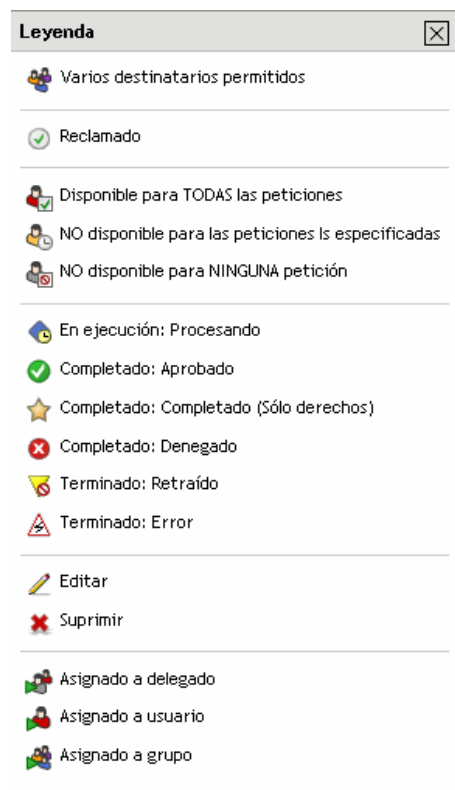 Leyenda
Varios destinatarios permitidos
Reclamado
Disponible para TODAS las peticiones
NO disponible para las peticiones ls especificadas
NO disponible para NINGUNA petición
En ejecución: Procesando
Completado: Aprobado
Completado: Completado (Sólo derechos)
Completado: Denegado
Terminado: Retraído
Terminado: Error
Editar
Suprimir
Asignado a delegado
Asignado a usuario
Asignado a grupo